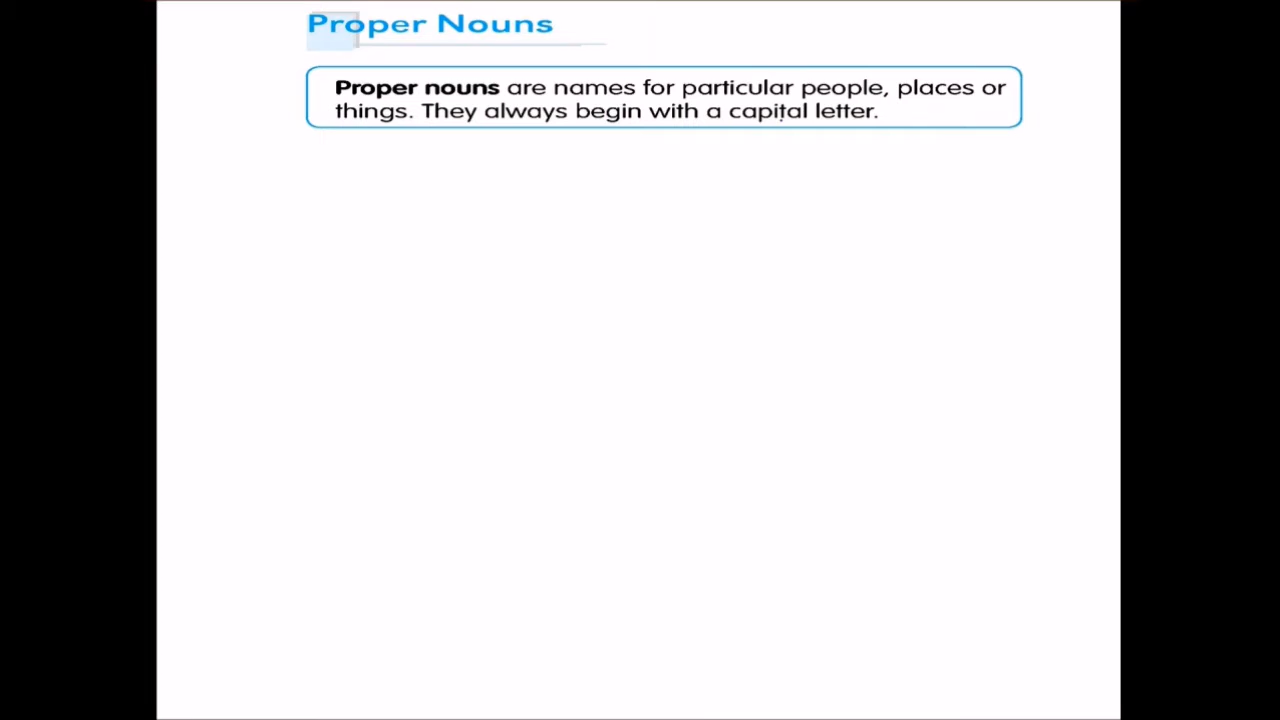 Proper Nouns
Proper nouns are names for particular people, places or
things. They always begin with a capital letter.